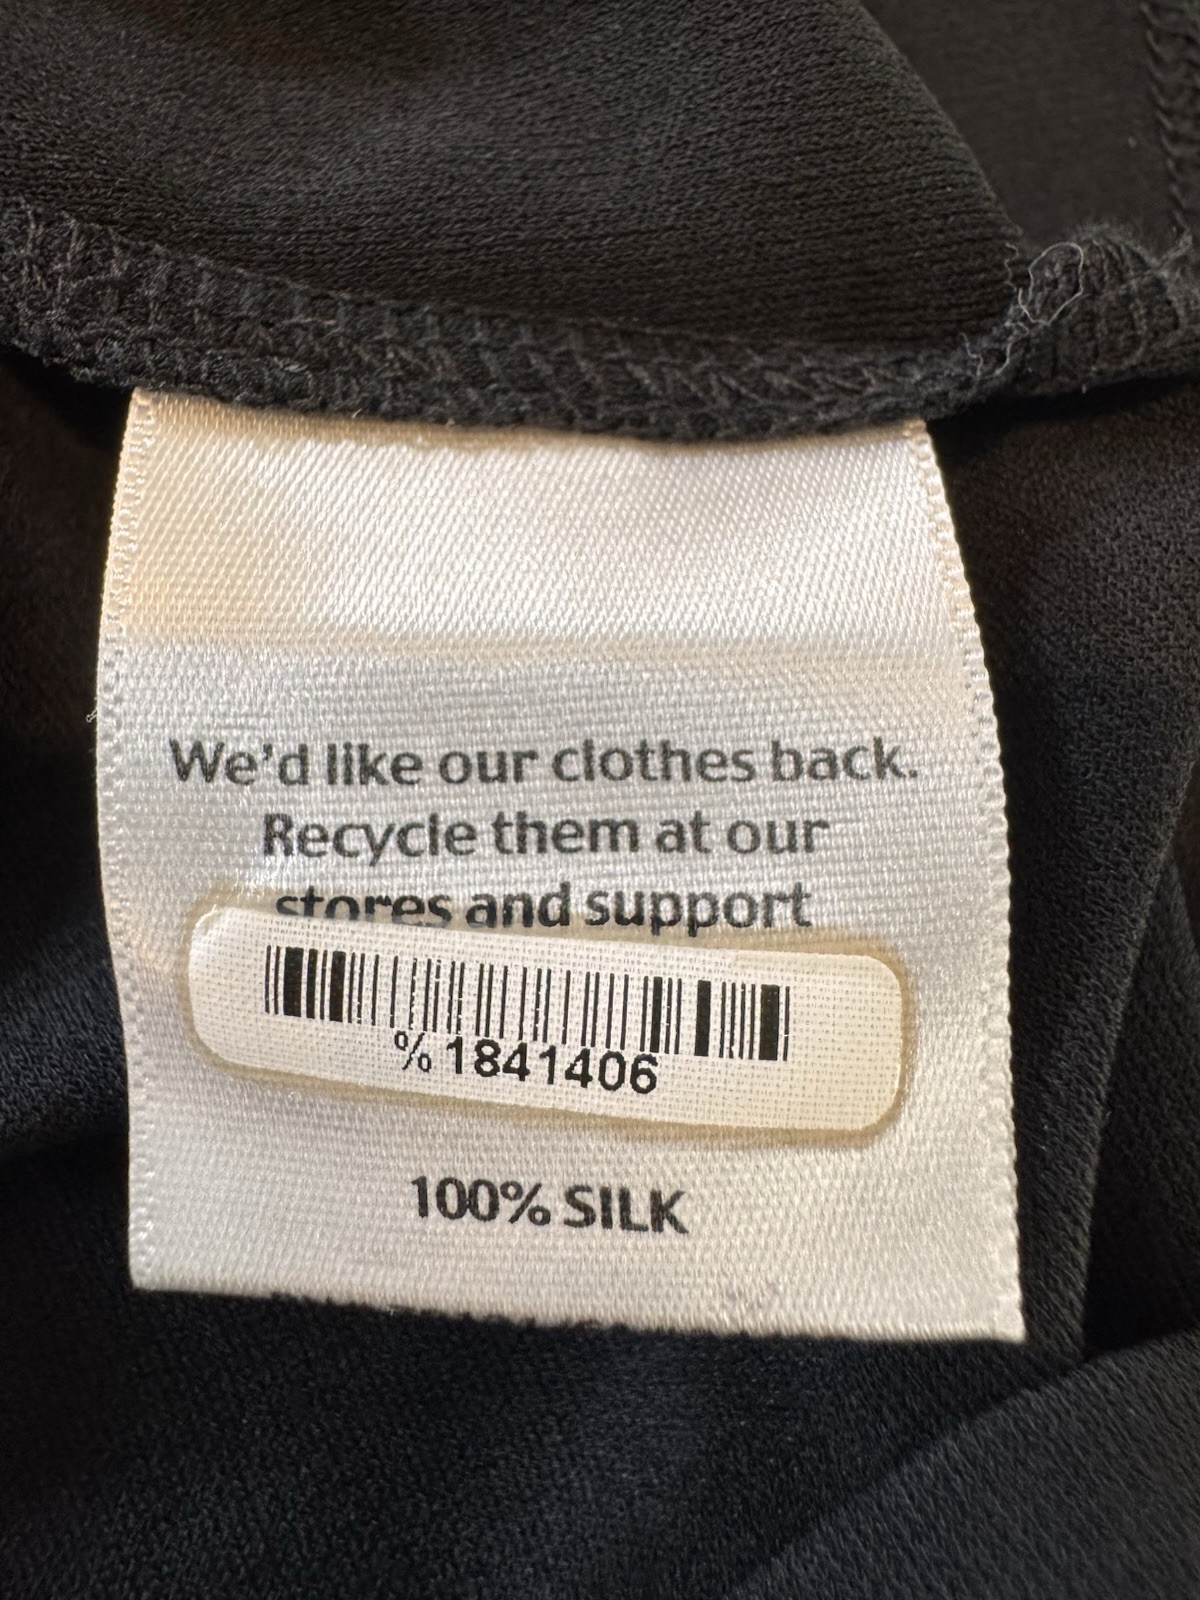 We'd like our clothes back.
Recycle them at our
stores and support
% 1841406
100% SILK